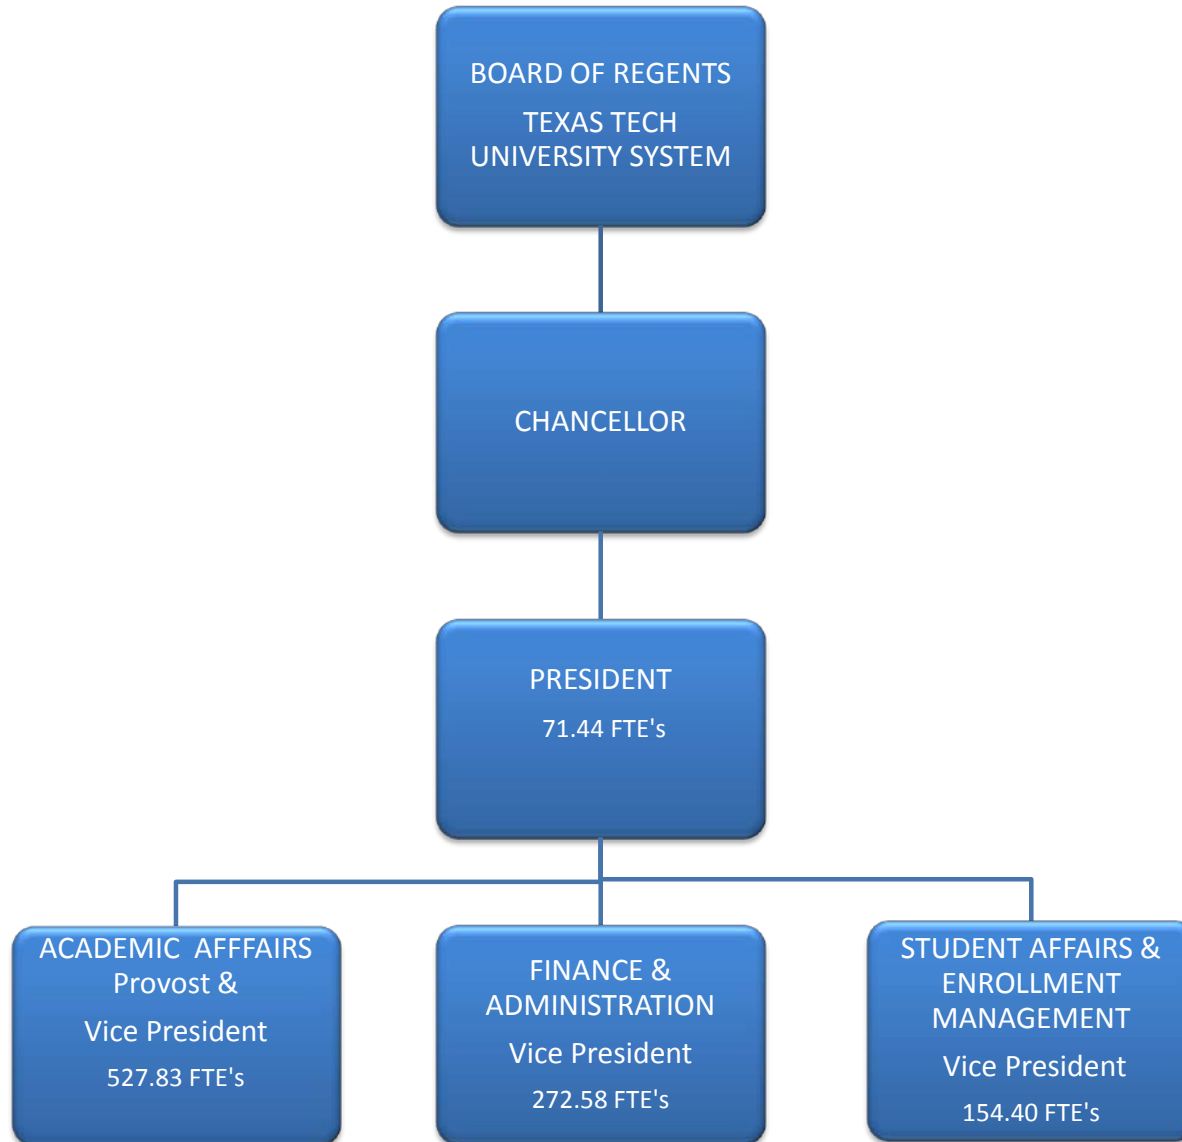 BOARD OF REGENTS
TEXAS TECH
UNIVERSITY SYSTEM
CHANCELLOR
PRESIDENT
71.44 FTE's
ACADEMIC AFFFAIRS
Provost &
Vice President
527.83 FTE's
FINANCE &
ADMINISTRATION
Vice President
272.58 FTE's
STUDENT AFFAIRS &
ENROLLMENT
MANAGEMENT
Vice President
154.40 FTE's